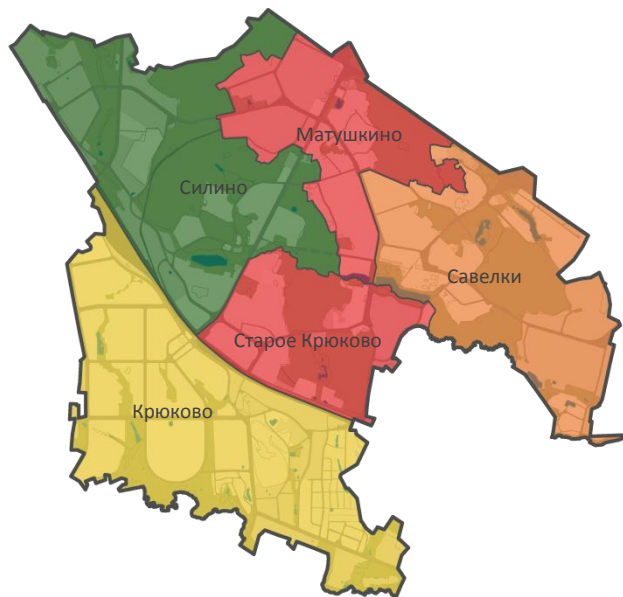 Матушкино
Силино
Савелки
Старое Крюково
Крюково